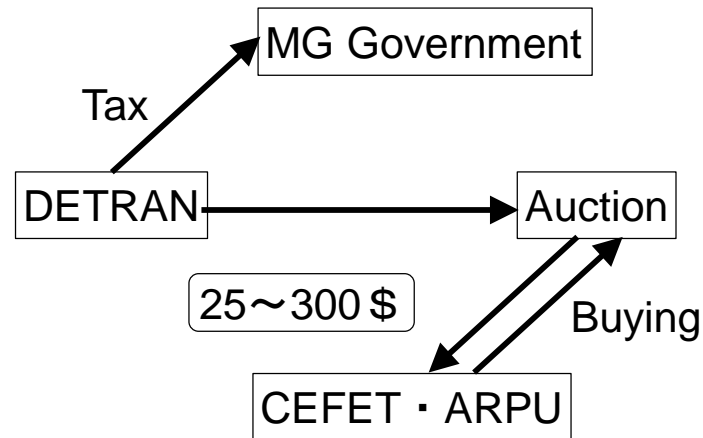 MG Government
Tax
DETRAN
Auction
25～300＄
Buying
CEFET・ARPU